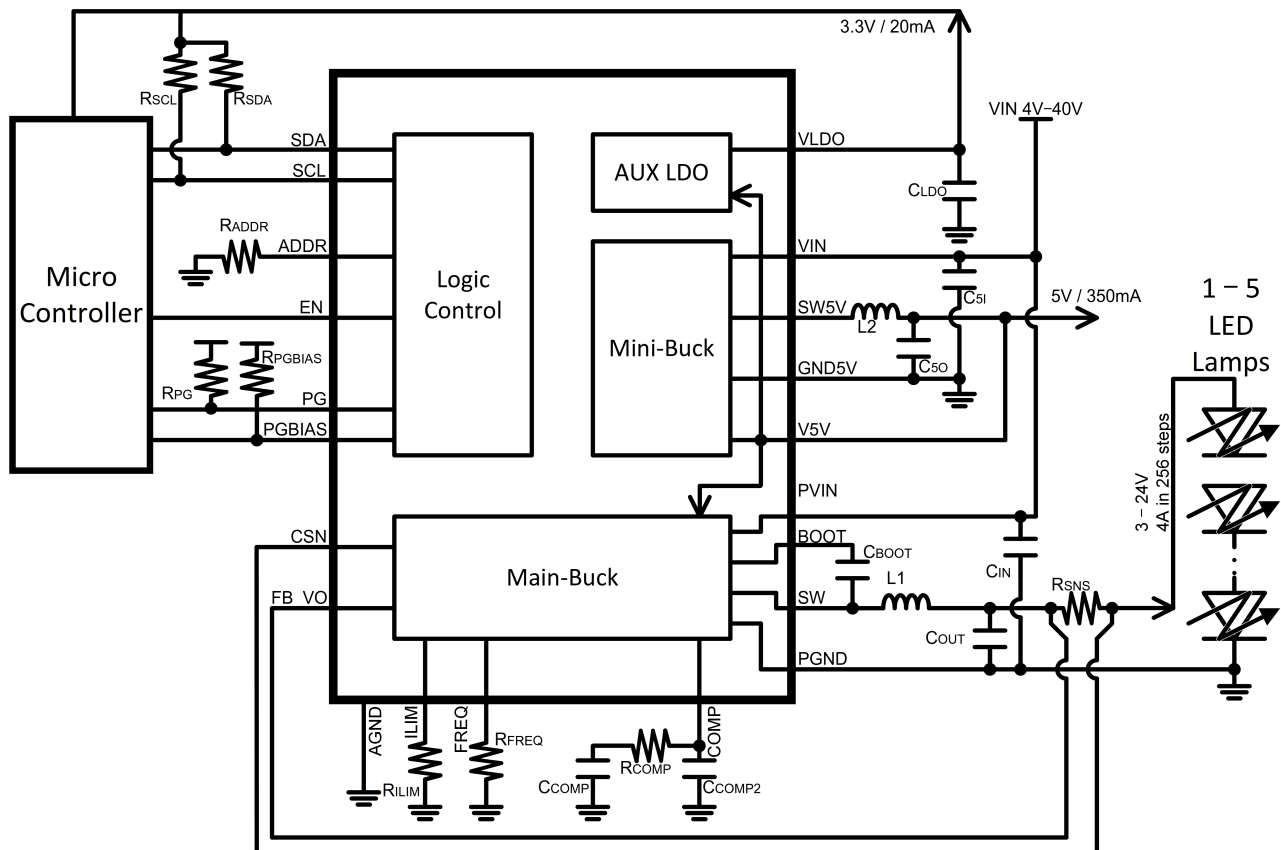 3.3V / 20mA
RSCL
RSDA
VIN 4V–40V
SDA
VLDO
SCL
AUX LDO
CLDO
RADDR
ADDR
VIN
Micro
Controller
Logic
Control
C5I
5V / 350mA
1 – 5
LED
Lamps
EN
SW5V
L2
Mini-Buck
RPGBIAS
C5O
GND5V
RPG
PG
PGBIAS
V5V
3 – 24V
4A in 256 steps
PVIN
CSN
BOOT
CBOOT
CIN
Main-Buck
L1
RSNS
FB VO
SW
COUT
PGND
AGND
ILIM
FREQ
COMP
RFREQ
RCOMP
RILIM
CCOMP
CCOMP2